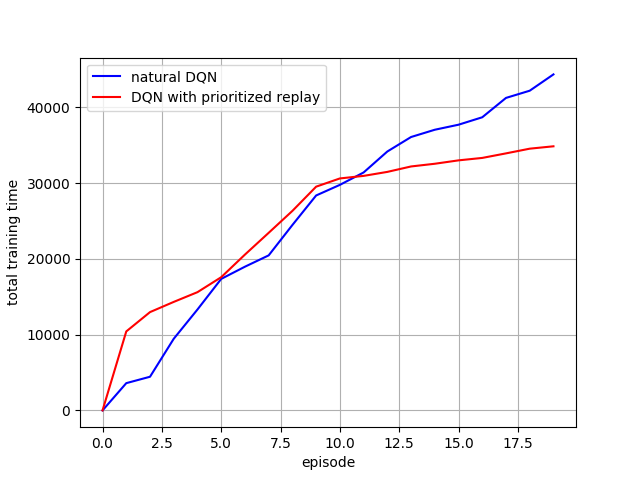 natural DQN
DQN with prioritized replay
total training time
40000
30000
20000
10000
0
0.0 2.5 5.0 7.5 10.0 12.5 15.0 17.5
episode